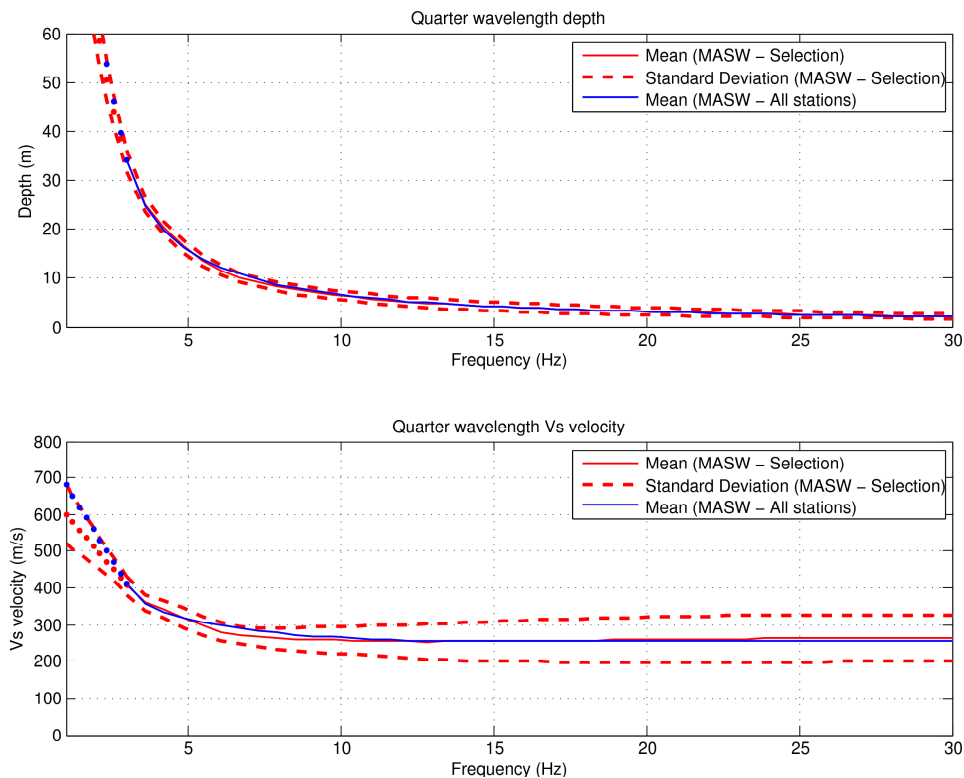 Quarter wavelength depth
60
50
40
30
20
10
0
Depth (m)
Mean (MASW − Selection)
Standard Deviation (MASW − Selection)
Mean (MASW − All stations)
5 10 15 20 25 30
Frequency (Hz)
Quarter wavelength Vs velocity
800
700
600
500
400
300
200
100
0
Vs velocity (m/s)
Mean (MASW − Selection)
Standard Deviation (MASW − Selection)
Mean (MASW − All stations)
5 10 15 20 25 30
Frequency (Hz)